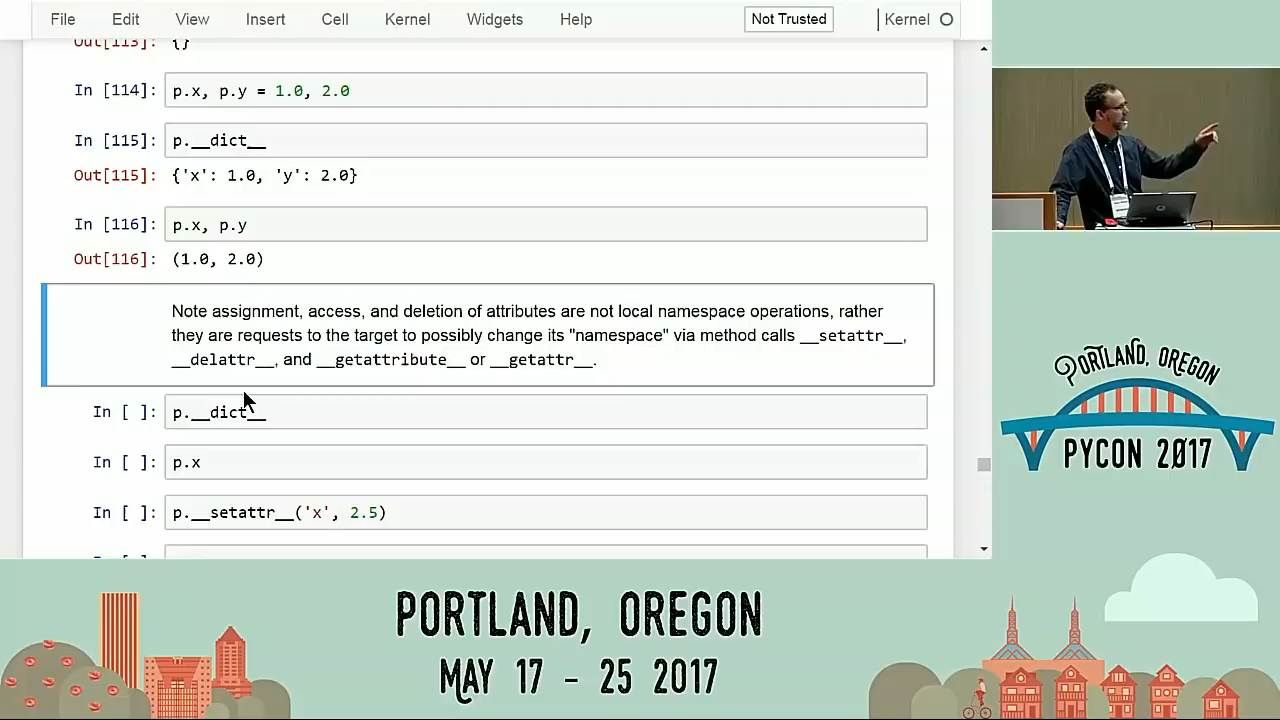 File Edit View Insert Cell Kernel Widgets Help Not Trusted Kernel
Out[113]: {}
In [114]: p.x, p.y = 1.0, 2.0
In [115]: p.__dict__
Out[115]: {'x': 1.0, 'y': 2.0}
In [116]: p.x, p.y
Out[116]: (1.0, 2.0)
Note assignment, access, and deletion of attributes are not local namespace operations, rather
they are requests to the target to possibly change its "namespace" via method calls __setattr__,
__delattr__, and __getattribute__ or __getattr__.
In [ ]: p.__dict__
In [ ]: p.x
In [ ]: p.__setattr__('x', 2.5)
PORTLAND, OREGON
PYCON 2017
PORTLAND, OREGON
MAY 17 - 25 2017